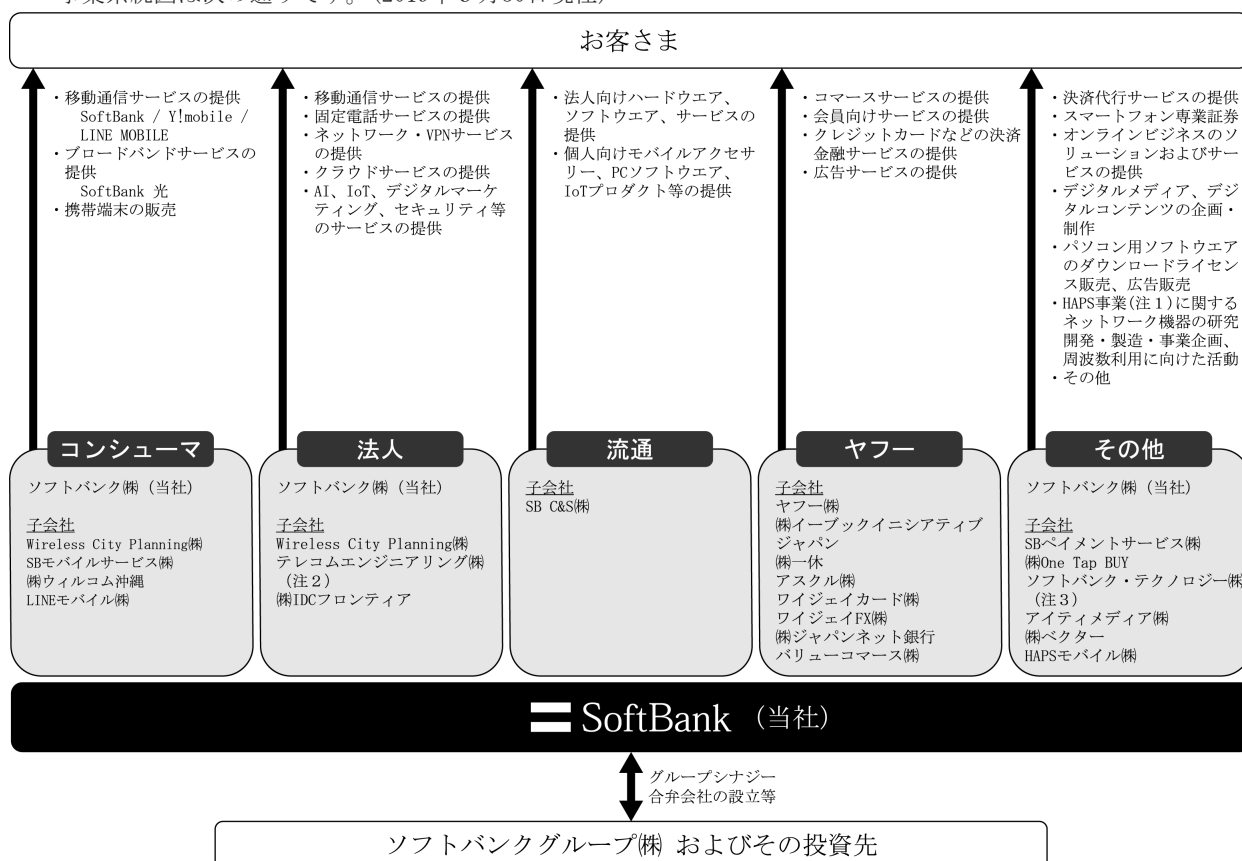 お客さま
・移動通信サービスの提供
SoftBank / Y!mobile /
LINE MOBILE
・ブロードバンドサービスの
提供
SoftBank 光
・携帯端末の販売
・移動通信サービスの提供
・固定電話サービスの提供
・ネットワーク・VPNサービス
の提供
・クラウドサービスの提供
・AI、IoT、デジタルマーケ
ティング、セキュリティ等
のサービスの提供
・法人向けハードウエア、
ソフトウエア、サービスの
提供
・個人向けモバイルアクセサ
リー、PCソフトウエア、
IoTプロダクト等の提供
・コマースサービスの提供
・会員向けサービスの提供
・クレジットカードなどの決済
金融サービスの提供
・広告サービスの提供
・決済代行サービスの提供
・スマートフォン専業証券
・オンラインビジネスのソ
リューションおよびサー
ビスの提供
・デジタルメディア、デジ
タルコンテンツの企画・
制作
・パソコン用ソフトウエア
のダウンロードライセン
ス販売、広告販売
・HAPS事業(注1)に関する
ネットワーク機器の研究
開発・製造・事業企画、
周波数利用に向けた活動
・その他
コンシューマ
ソフトバンク㈱（当社）
子会社
Wireless City Planning㈱
SBモバイルサービス㈱
㈱ウィルコム沖縄
LINEモバイル㈱
法人
ソフトバンク㈱（当社）
子会社
Wireless City Planning㈱
テレコムエンジニアリング㈱
（注2）
㈱IDCフロンティア
流通
子会社
SB C&S㈱
ヤフー
子会社
ヤフー㈱
㈱イーブックイニシアティブ
ジャパン
㈱一休
アスクル㈱
ワイジェイカード㈱
ワイジェイFX㈱
㈱ジャパンネット銀行
バリューコマース㈱
その他
ソフトバンク㈱（当社）
子会社
SBペイメントサービス㈱
㈱One Tap BUY
ソフトバンク・テクノロジー㈱
（注3）
アイティメディア㈱
㈱ベクター
HAPSモバイル㈱
SoftBank （当社）
グループシナジー
合弁会社の設立等
ソフトバンクグループ㈱ およびその投資先